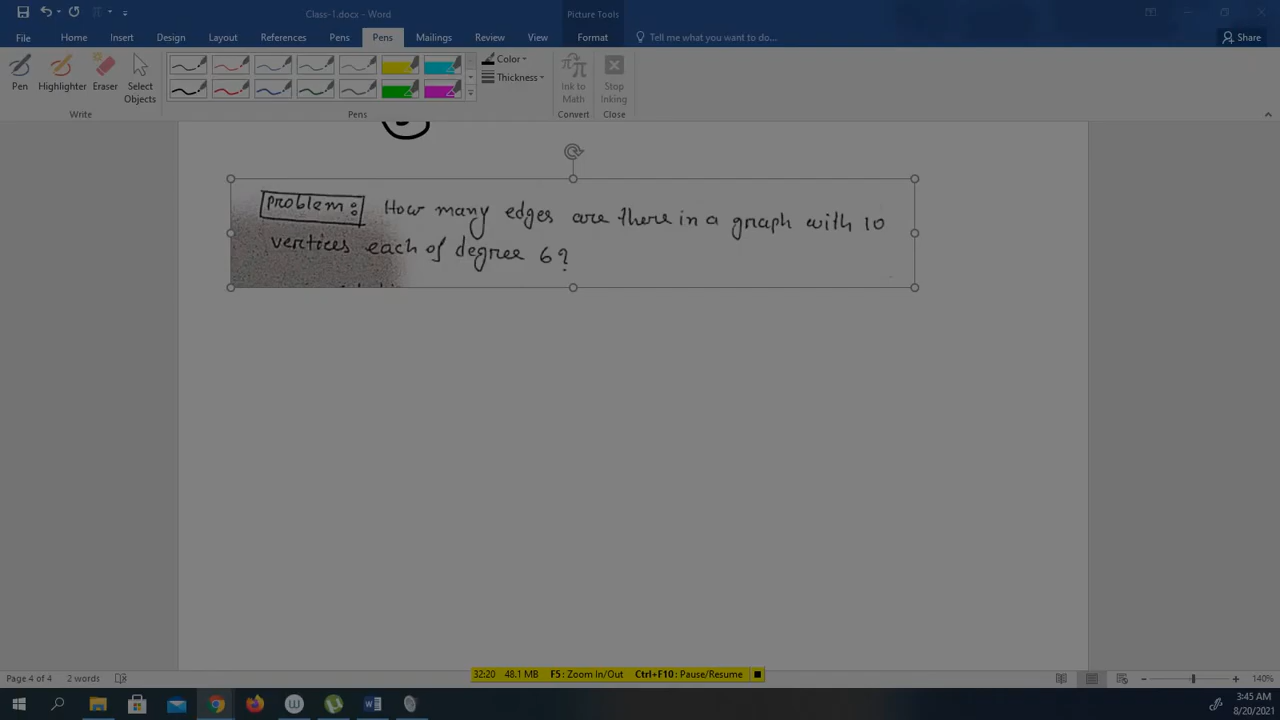 Class-1.docx - Word
Picture Tools
File Home Insert Design Layout References Pens Pens Mailings Review View Format Tell me what you want to do... Share
Pen Highlighter Eraser Select Objects
Color
Thickness
Ink to Math
Stop Inking
Write Pens Convert Close
Problem: How many edges are there in a graph with 10
vertices each of degree 6?
32:20 48.1 MB F5: Zoom In/Out Ctrl+F10: Pause/Resume
Page 4 of 4 2 words 140%
3:45 AM
8/20/2021